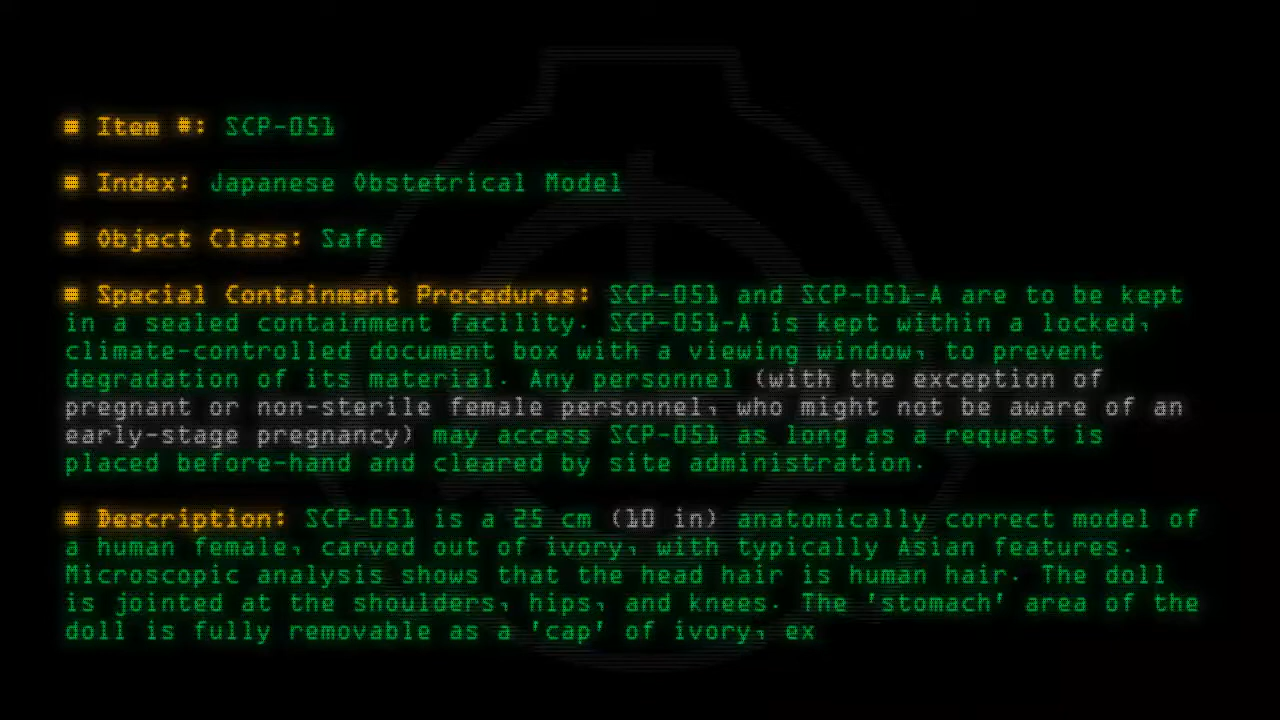 ■ Item #: SCP-051
■ Index: Japanese Obstetrical Model
■ Object Class: Safe
■ Special Containment Procedures: SCP-051 and SCP-051-A are to be kept
in a sealed containment facility. SCP-051-A is kept within a locked,
climate-controlled document box with a viewing window, to prevent
degradation of its material. Any personnel (with the exception of
pregnant or non-sterile female personnel, who might not be aware of an
early-stage pregnancy) may access SCP-051 as long as a request is
placed before-hand and cleared by site administration.
■ Description: SCP-051 is a 25 cm (10 in) anatomically correct model of
a human female, carved out of ivory, with typically Asian features.
Microscopic analysis shows that the head hair is human hair. The doll
is jointed at the shoulders, hips, and knees. The 'stomach' area of the
doll is fully removable as a 'cap' of ivory, ex